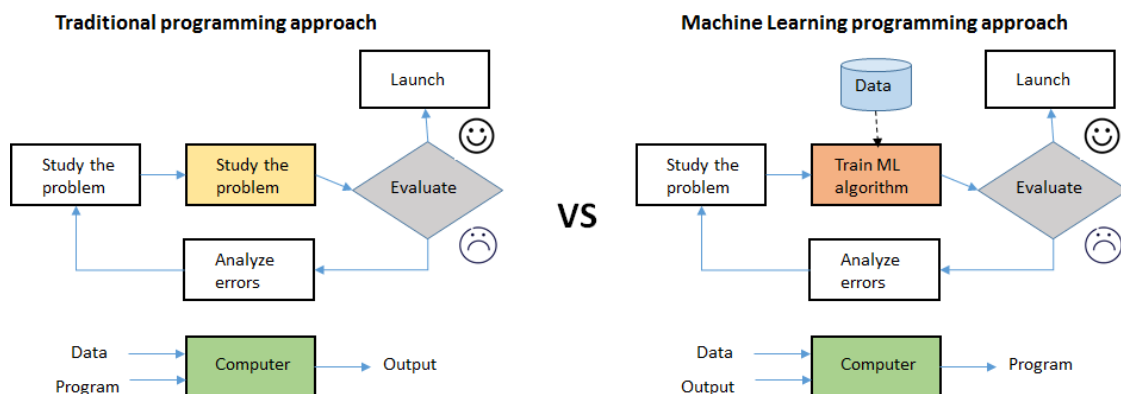 Traditional programming approach
Launch
Study the
problem
Study the
problem
Evaluate
Analyze
errors
Data
Program
Computer
Output
VS
Machine Learning programming approach
Data
Launch
Study the
problem
Train ML
algorithm
Evaluate
Analyze
errors
Data
Output
Computer
Program